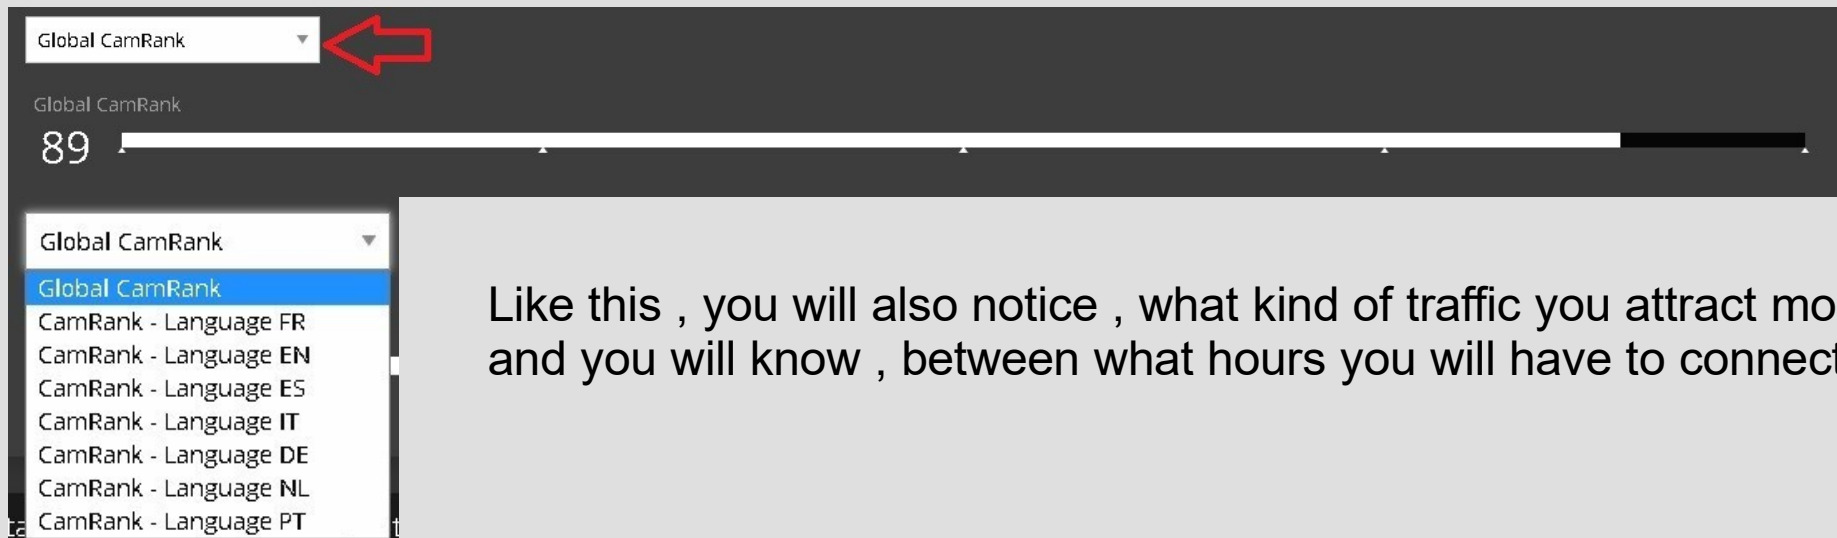 Global CamRank
Global CamRank
89
Global CamRank
Global CamRank
CamRank - Language FR
CamRank - Language EN
CamRank - Language ES
CamRank - Language IT
CamRank - Language DE
CamRank - Language NL
CamRank - Language PT
Like this , you will also notice , what kind of traffic you attract mo
and you will know , between what hours you will have to connect